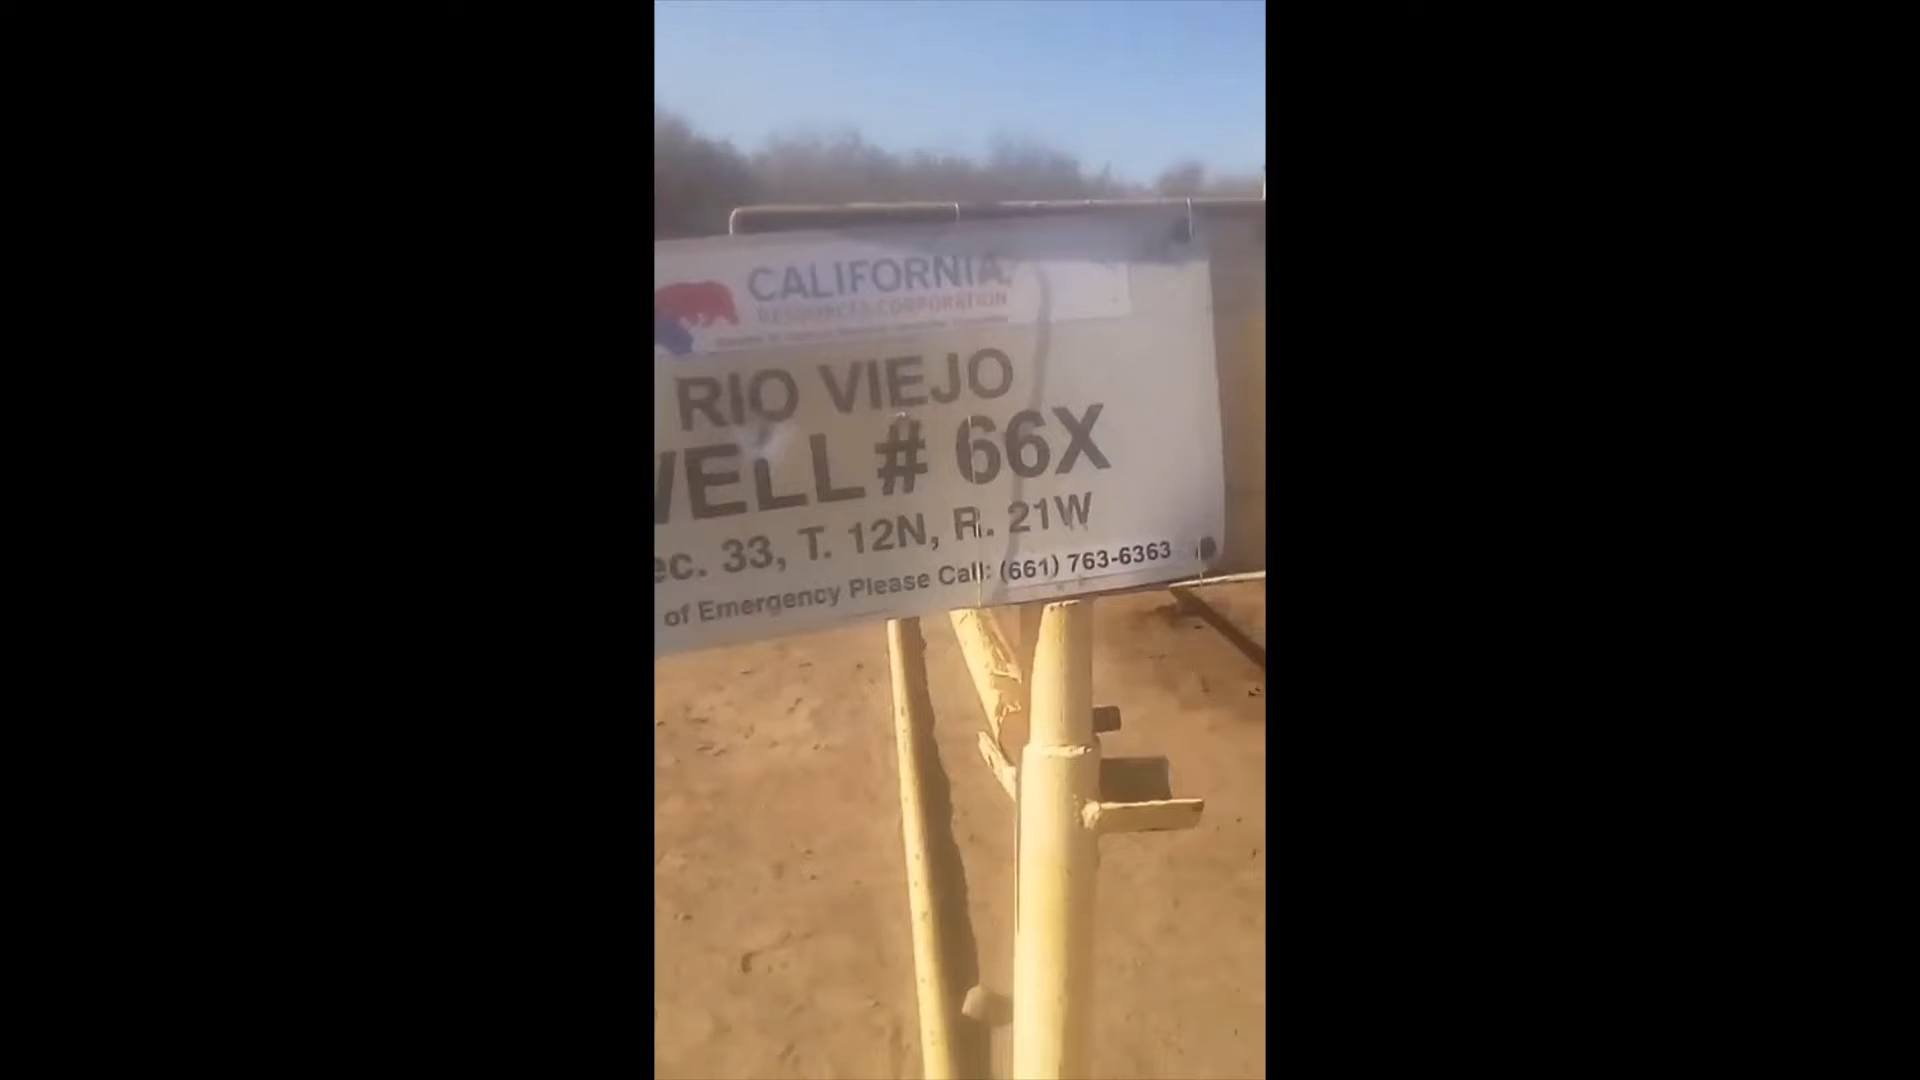 CALIFORNIA
RESOURCES CORPORATION
RIO VIEJO
WELL # 66X
ec. 33, T. 12N, R. 21W
of Emergency Please Call: (661) 763-6363